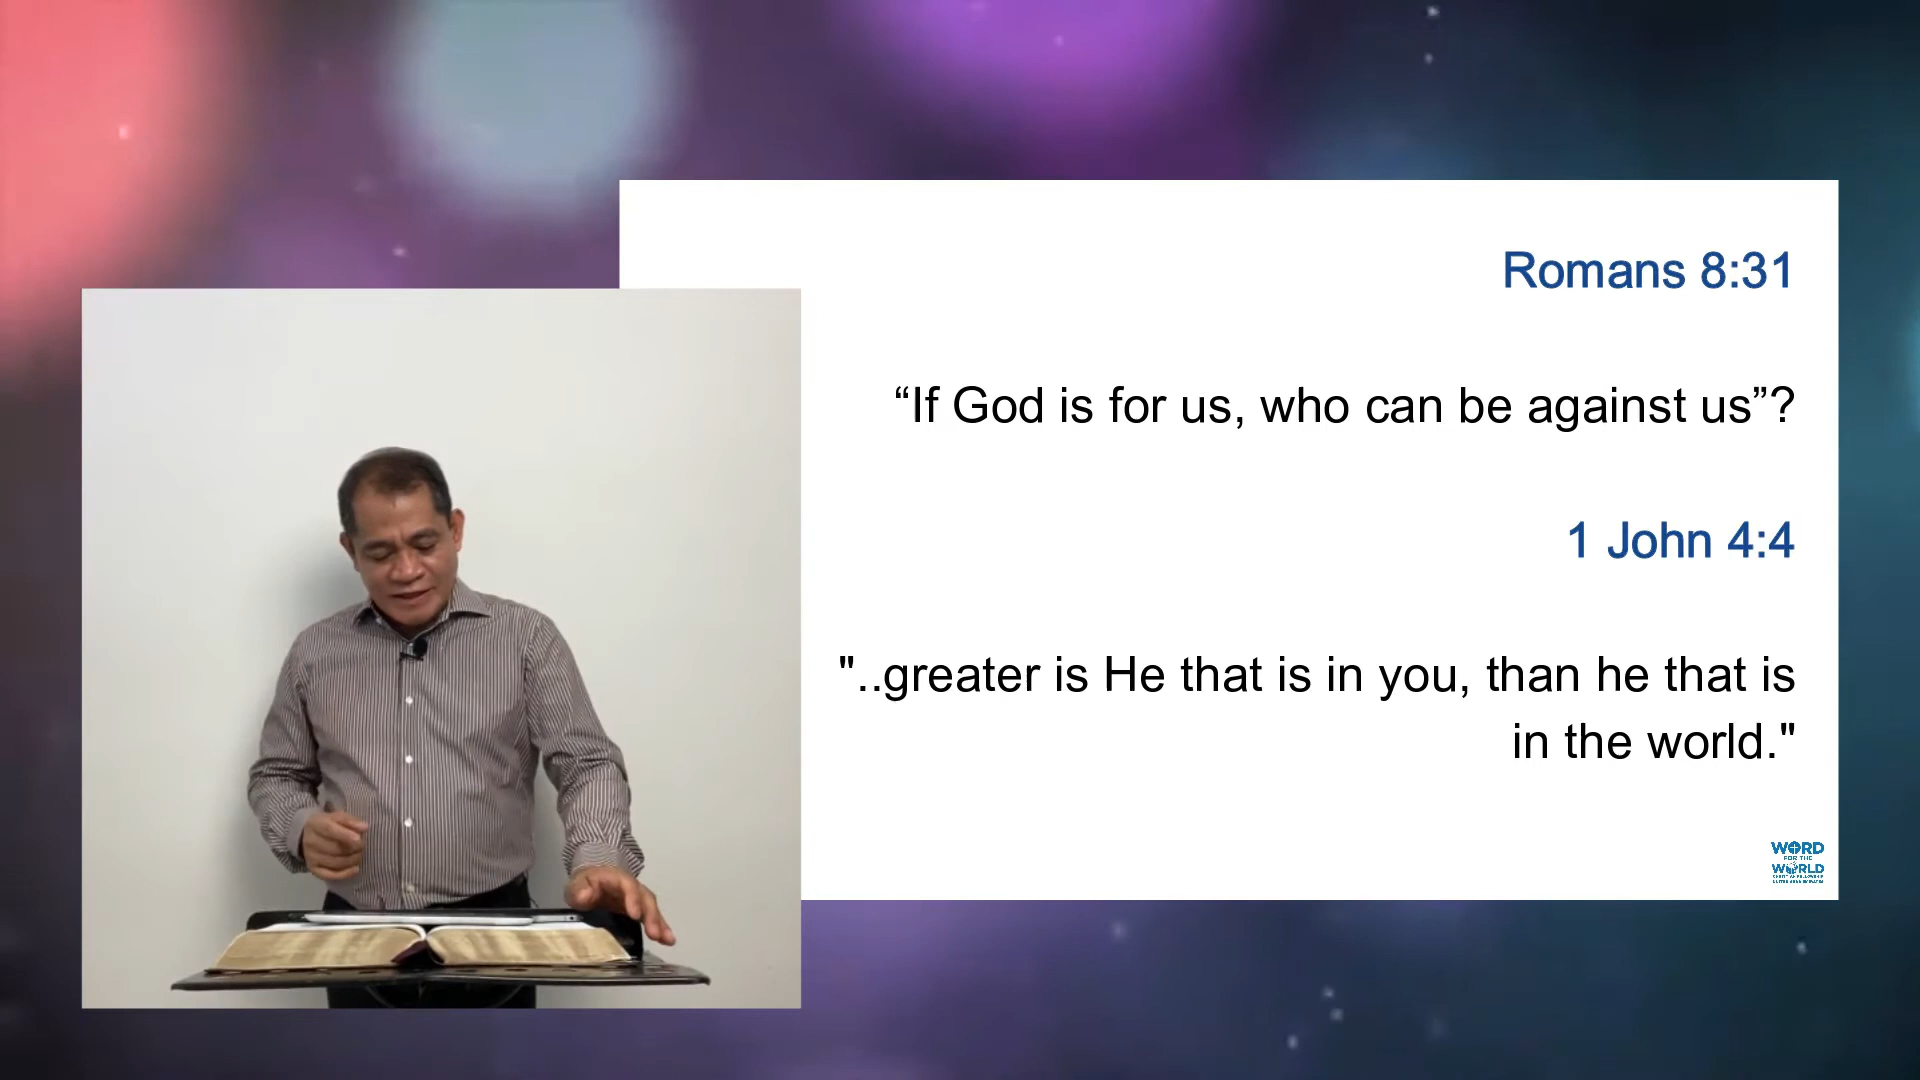 Romans 8:31
“If God is for us, who can be against us”?
1 John 4:4
"..greater is He that is in you, than he that is
in the world."
WORD
FOR THE
WORLD